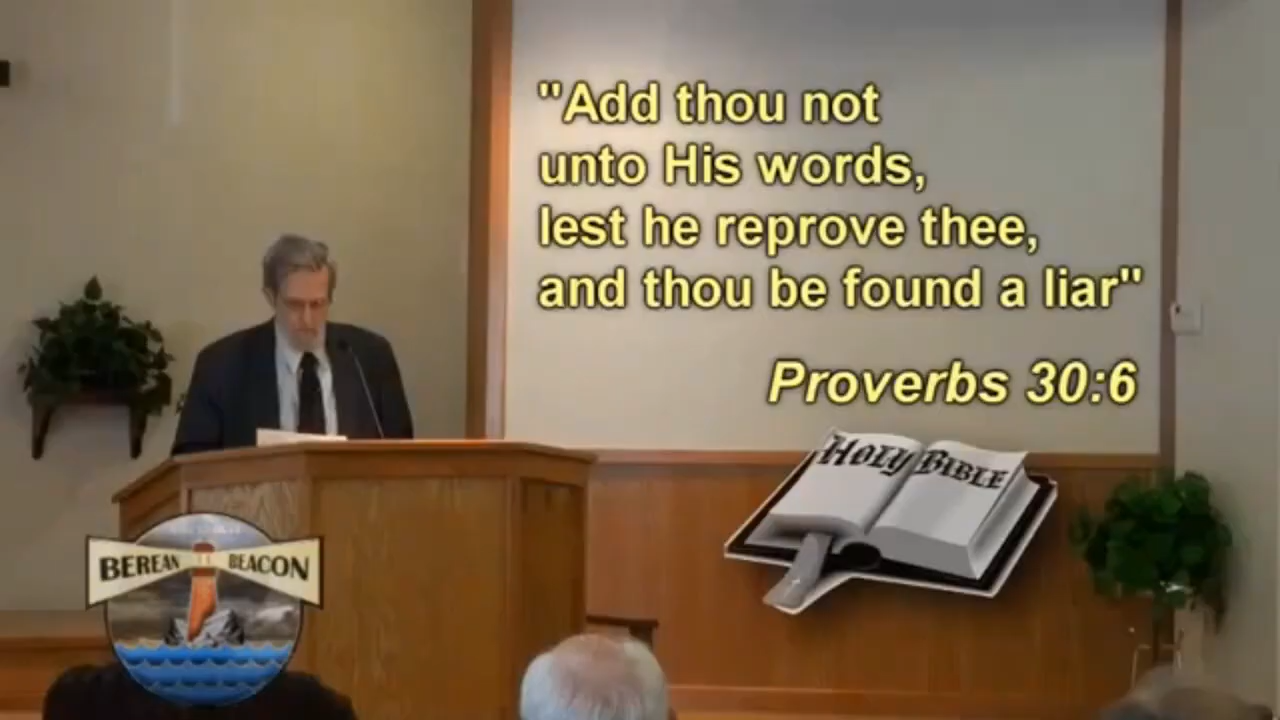 "Add thou not
unto His words,
lest he reprove thee,
and thou be found a liar"
Proverbs 30:6
HOLY BIBLE
BEREAN BEACON